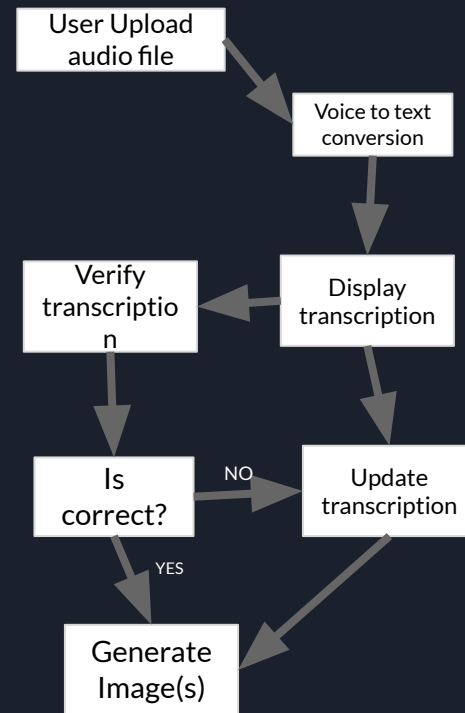 User Upload
audio file
Voice to text
conversion
Verify
transcriptio
n
Display
transcription
Is
correct?
NO
Update
transcription
YES
Generate
Image(s)